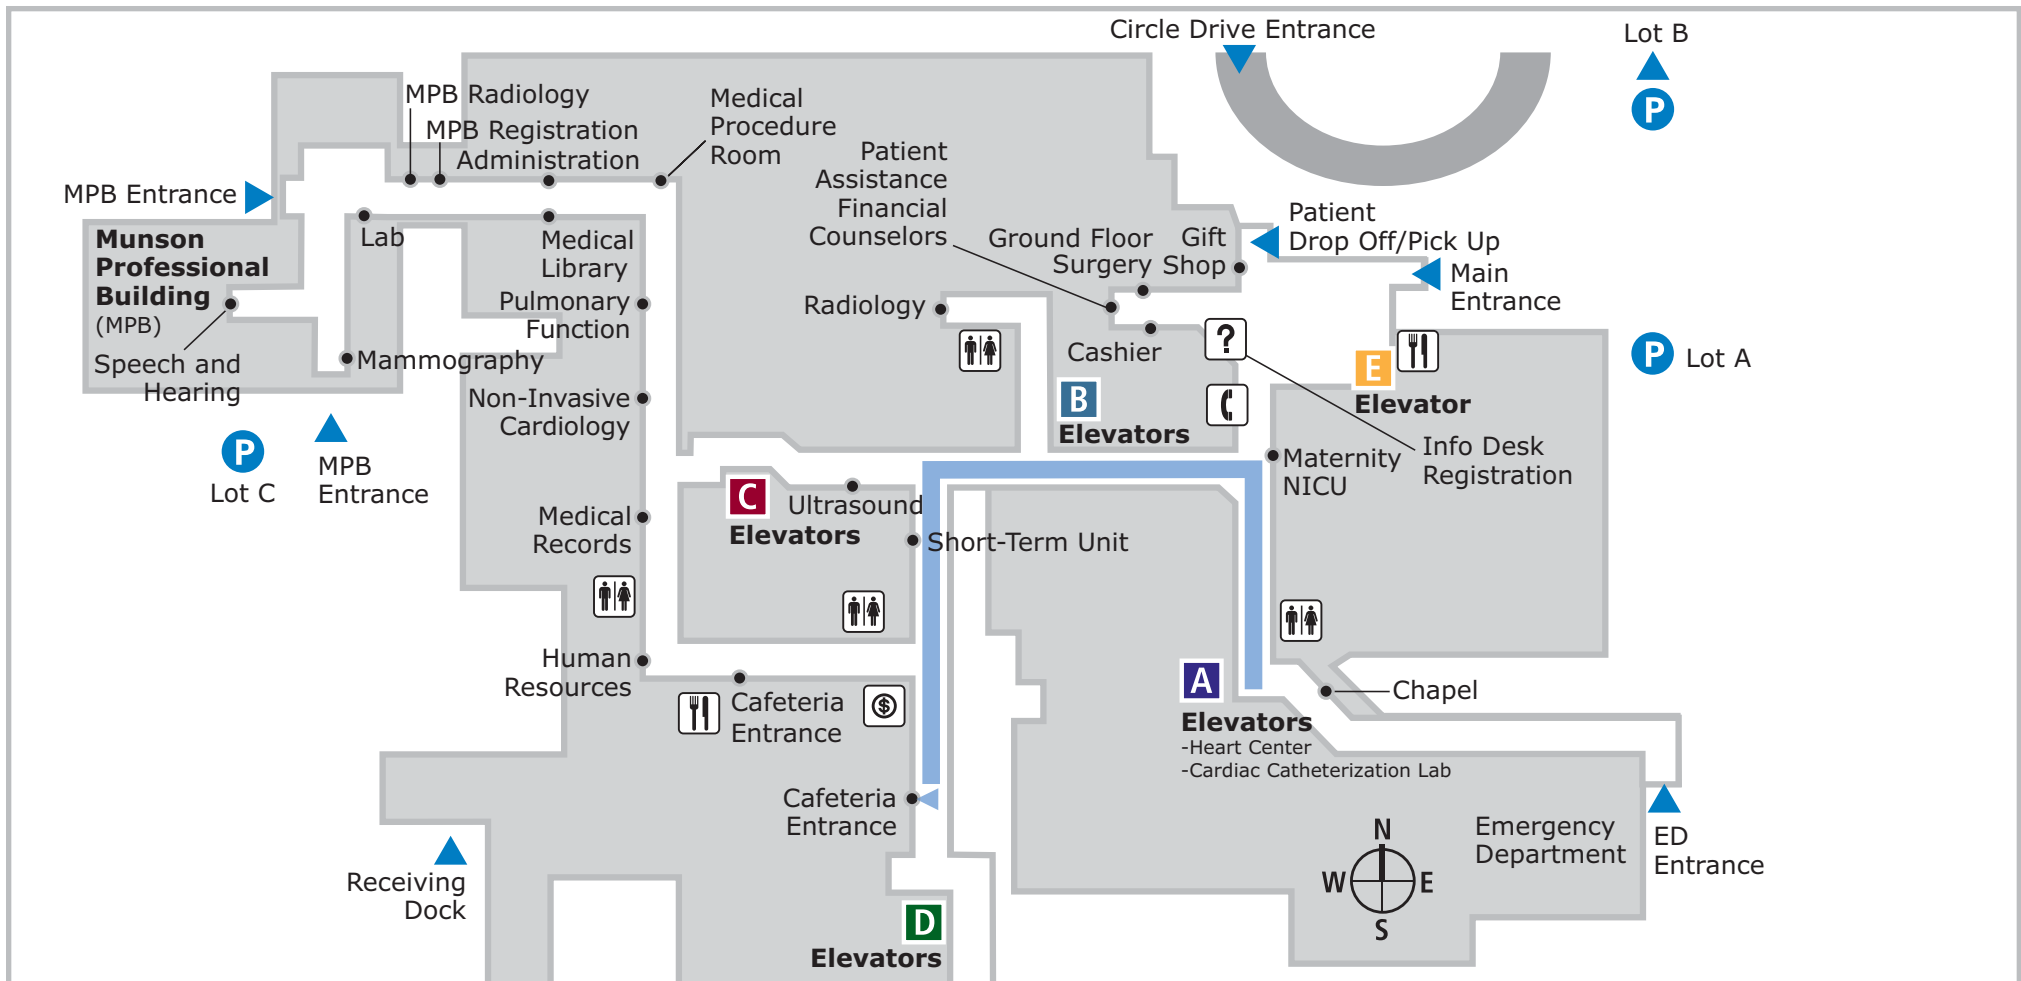 Circle Drive Entrance
Lot B
P
MPB Radiology
MPB Registration
Administration
Medical
Procedure
Room
Patient
Assistance
Financial
Counselors
MPB Entrance
Munson
Professional
Building
(MPB)
Speech and
Hearing
Lab
Medical
Library
Pulmonary
Function
Mammography
Non-Invasive
Cardiology
Radiology
Ground Floor
Surgery
Gift
Shop
Patient
Drop Off/Pick Up
Main
Entrance
Cashier
?
B
Elevators
E
Elevator
P
Lot A
Info Desk
Registration
Maternity
NICU
P
Lot C
MPB
Entrance
C
Elevators
Ultrasound
Short-Term Unit
Medical
Records
Human
Resources
Cafeteria
Entrance
$
A
Elevators
-Heart Center
-Cardiac Catheterization Lab
Chapel
Cafeteria
Entrance
Receiving
Dock
D
Elevators
N
W
E
S
Emergency
Department
ED
Entrance